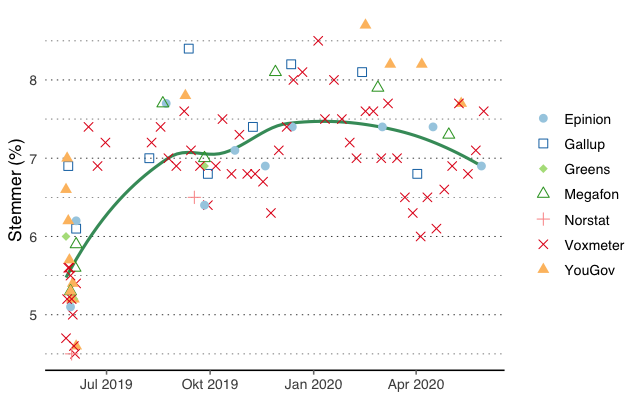 Stemmer (%)
8
7
6
5
Jul 2019
Okt 2019
Jan 2020
Apr 2020
Epinion
Gallup
Greens
Megafon
Norstat
Voxmeter
YouGov